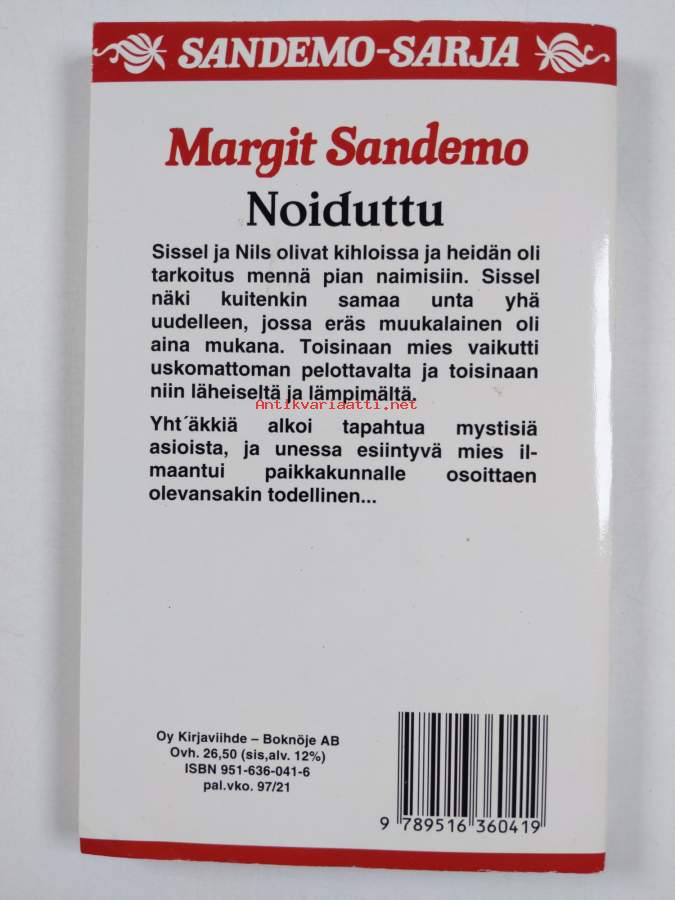 SANDEMO-SARJA
Margit Sandemo
Noiduttu
Sissel ja Nils olivat kihloissa ja heidän oli
tarkoitus mennä pian naimisiin. Sissel
näki kuitenkin samaa unta yhä
uudelleen, jossa eräs muukalainen oli
aina mukana. Toisinaan mies vaikutti
uskomattoman pelottavalta ja toisinaan
niin läheiseltä ja lämpimältä.
Antikvariaatti.net
Yht´äkkiä alkoi tapahtua mystisiä
asioista, ja unessa esiintyvä mies il-
maantui paikkakunnalle osoittaen
olevansakin todellinen...
Oy Kirjaviihde – Boknöje AB
Ovh. 26,50 (sis,alv. 12%)
ISBN 951-636-041-6
pal.vko. 97/21
9 789516 360419